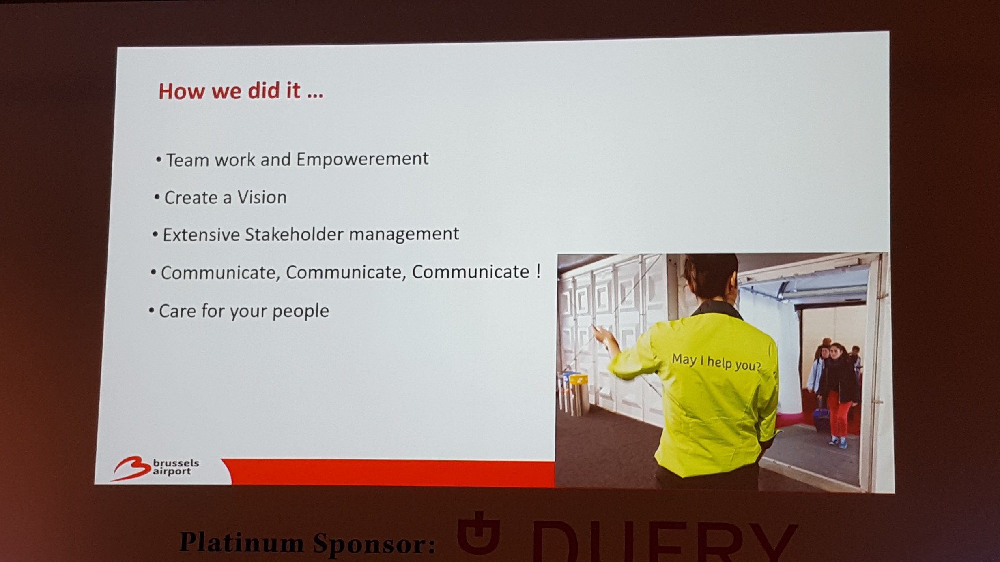 How we did it ...
• Team work and Empowerement
• Create a Vision
• Extensive Stakeholder management
• Communicate, Communicate, Communicate !
• Care for your people
May I help you?
brussels
airport
Platinum Sponsor: DUFRY